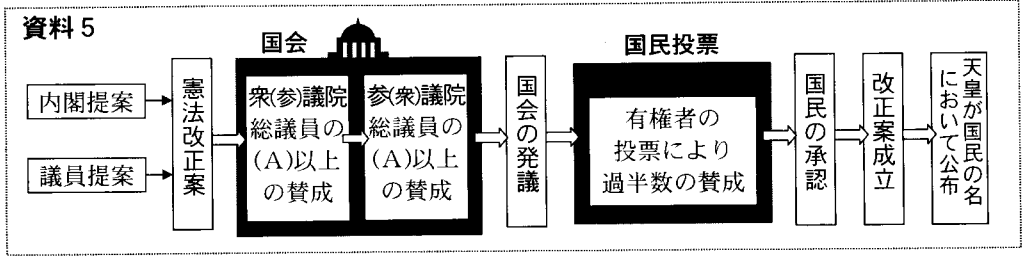 資料5
国会
国民投票
内閣提案
議員提案
憲法改正案
衆(参)議院
総議員の
(A)以上
の賛成
参(衆)議院
総議員の
(A)以上
の賛成
国会の発議
有権者の
投票により
過半数の賛成
国民の承認
改正案成立
天皇が国民の名
において公布